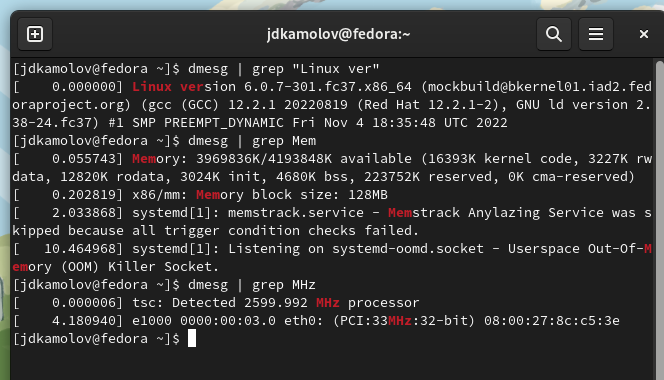 jdkamolov@fedora:~
[jdkamolov@fedora ~]$ dmesg | grep "Linux ver"
[    0.000000] Linux version 6.0.7-301.fc37.x86_64 (mockbuild@bkernel01.iad2.fed
oraproject.org) (gcc (GCC) 12.2.1 20220819 (Red Hat 12.2.1-2), GNU ld version 2.
38-24.fc37) #1 SMP PREEMPT_DYNAMIC Fri Nov 4 18:35:48 UTC 2022
[jdkamolov@fedora ~]$ dmesg | grep Mem
[    0.055743] Memory: 3969836K/4193848K available (16393K kernel code, 3227K rw
data, 12820K rodata, 3024K init, 4680K bss, 223752K reserved, 0K cma-reserved)
[    0.202819] x86/mm: Memory block size: 128MB
[    2.033868] systemd[1]: memstrack.service - Memstrack Anylazing Service was s
kipped because all trigger condition checks failed.
[   10.464968] systemd[1]: Listening on systemd-oomd.socket - Userspace Out-Of-M
emory (OOM) Killer Socket.
[jdkamolov@fedora ~]$ dmesg | grep MHz
[    0.000006] tsc: Detected 2599.992 MHz processor
[    4.180940] e1000 0000:00:03.0 eth0: (PCI:33MHz:32-bit) 08:00:27:8c:c5:3e
[jdkamolov@fedora ~]$